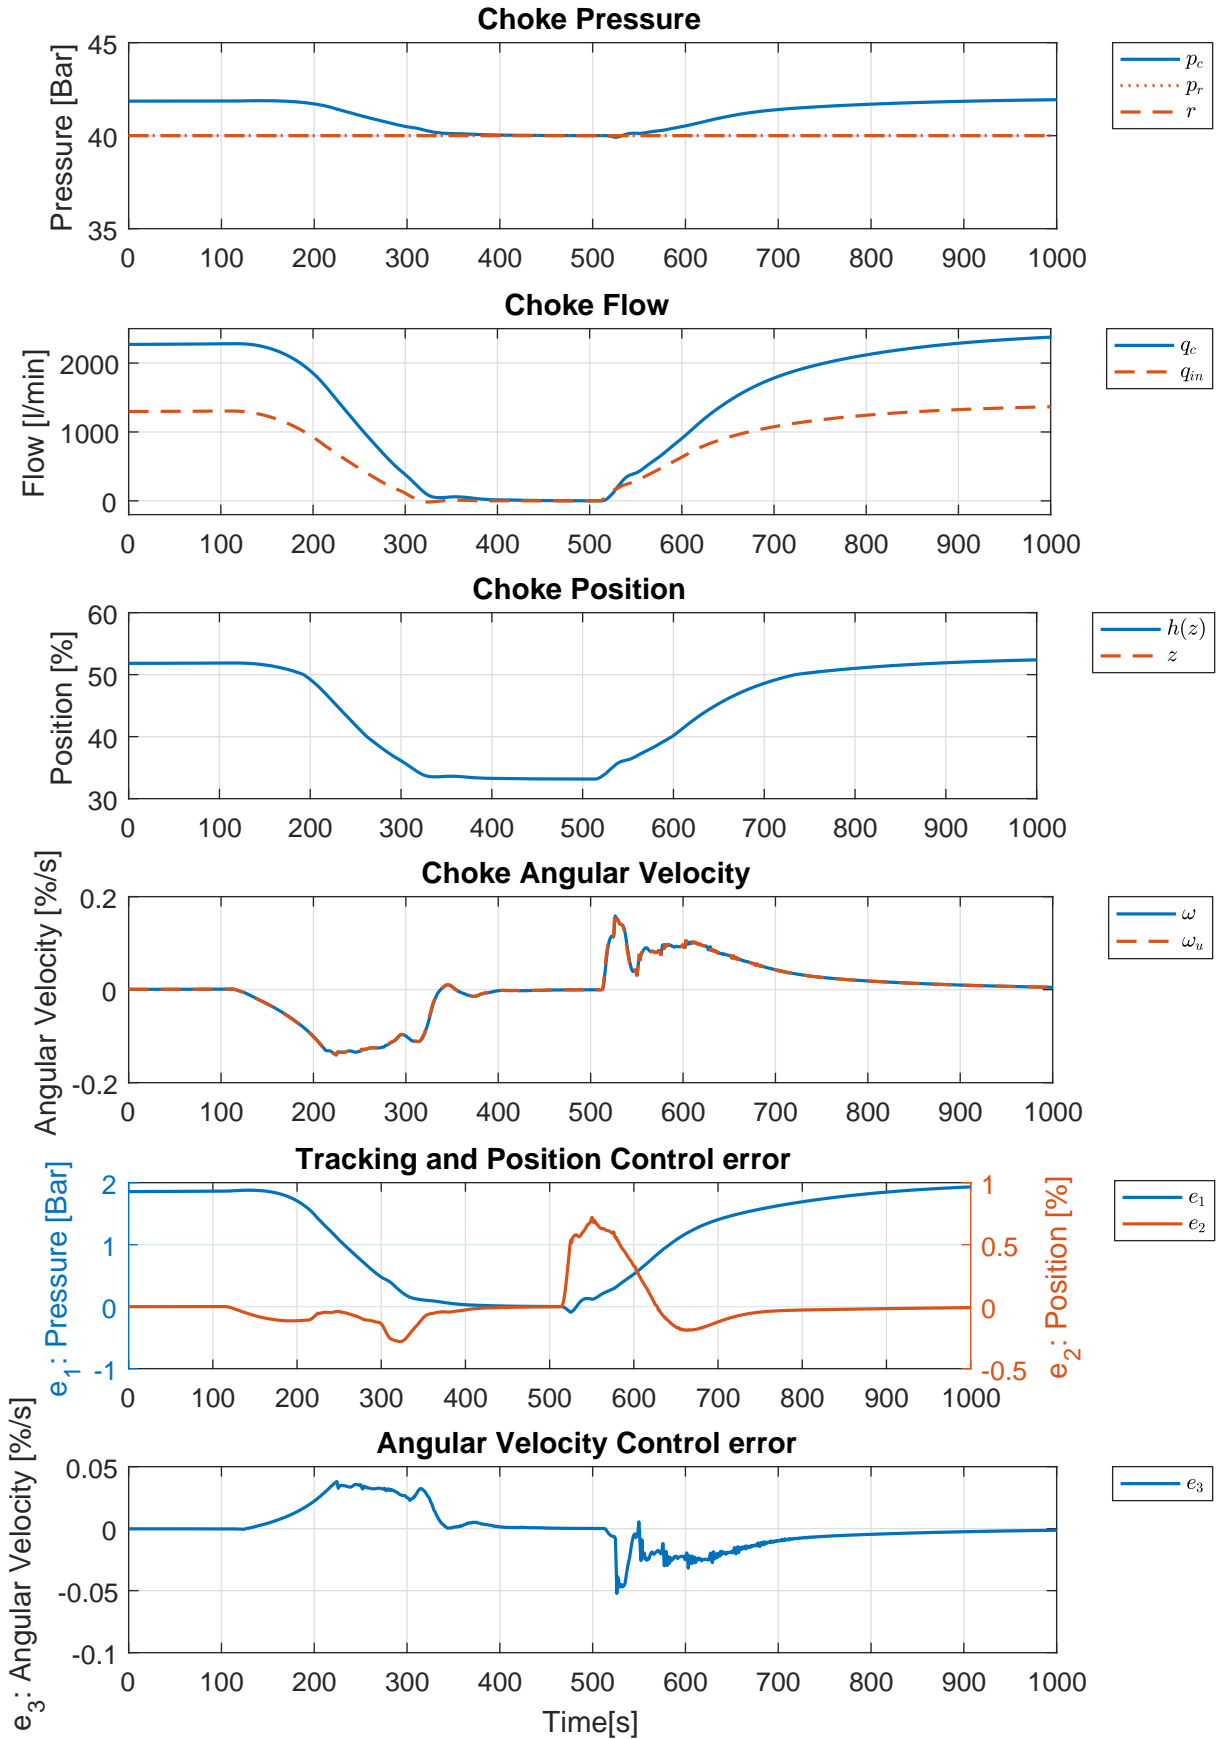 Choke Pressure
Pressure [Bar]
45
40
35
0 100 200 300 400 500 600 700 800 900 1000
p_c
p_r
r
Choke Flow
Flow [l/min]
2000
1000
0
0 100 200 300 400 500 600 700 800 900 1000
q_c
q_in
Choke Position
Position [%]
60
50
40
30
0 100 200 300 400 500 600 700 800 900 1000
h(z)
z
Choke Angular Velocity
Angular Velocity [%/s]
0.2
0
-0.2
0 100 200 300 400 500 600 700 800 900 1000
ω
ω_u
Tracking and Position Control error
e_1: Pressure [Bar]
2
1
0
-1
1
0.5
0
-0.5
e_2: Position [%]
0 100 200 300 400 500 600 700 800 900 1000
e_1
e_2
Angular Velocity Control error
e_3: Angular Velocity [%/s]
0.05
0
-0.05
-0.1
0 100 200 300 400 500 600 700 800 900 1000
Time[s]
e_3